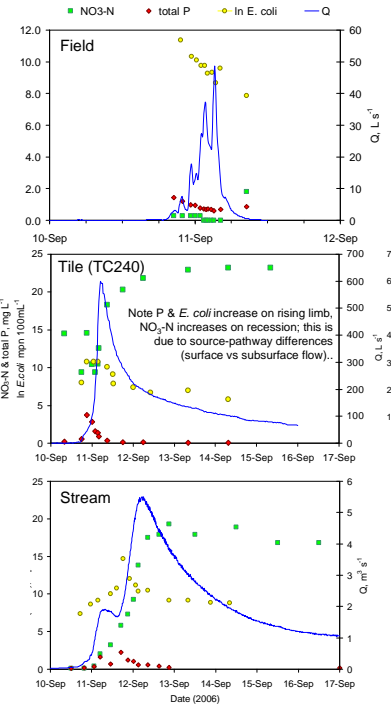 NO3-N total P ln E. coli Q
Field
12.0
10.0
8.0
6.0
4.0
2.0
0.0
60
50
40
30
20
10
0
Q, L s-1
10-Sep 11-Sep 12-Sep
Tile (TC240)
Note P & E. coli increase on rising limb,
NO3-N increases on recession; this is
due to source-pathway differences
(surface vs subsurface flow)..
NO3-N & total P, mg L-1
ln E.coli mpn 100mL-1
25
20
15
10
5
0
700
600
500
400
300
200
100
0
Q, L s-1
10-Sep 11-Sep 12-Sep 13-Sep 14-Sep 15-Sep 16-Sep 17-Sep
Stream
25
20
15
10
5
0
6
5
4
3
2
1
0
Q, m3 s-1
10-Sep 11-Sep 12-Sep 13-Sep 14-Sep 15-Sep 16-Sep 17-Sep
Date (2006)